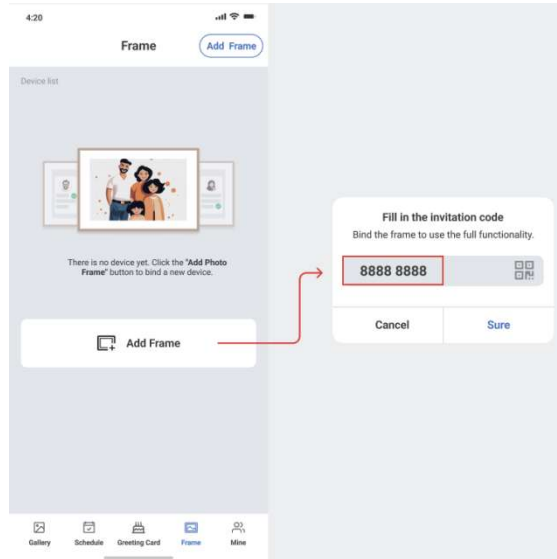 4:20
Frame
Add Frame
Device list
There is no device yet. Click the "Add Photo
Frame" button to bind a new device.
Add Frame
Gallery
Schedule
Greeting Card
Frame
Mine
Fill in the invitation code
Bind the frame to use the full functionality.
8888 8888
Cancel
Sure